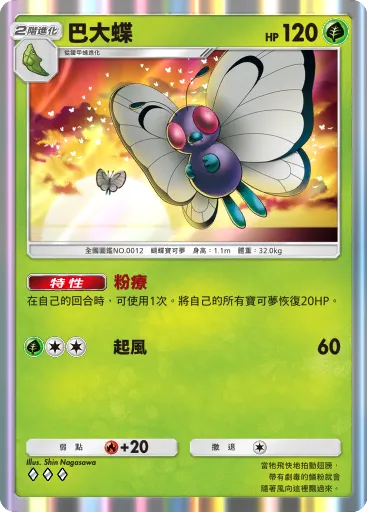 2階進化
巴大蝶
HP 120
從鐵甲蛹進化
全國圖鑑NO.0012 蝴蝶寶可夢 身高：1.1m 體重：32.0kg
特性 粉療
在自己的回合時，可使用1次。將自己的所有寶可夢恢復20HP。
起風 60
弱點 +20 撤退
Illus. Shin Nagasawa
當牠飛快地拍動翅膀，
帶有劇毒的鱗粉就會
隨著風向這裡飄過來。